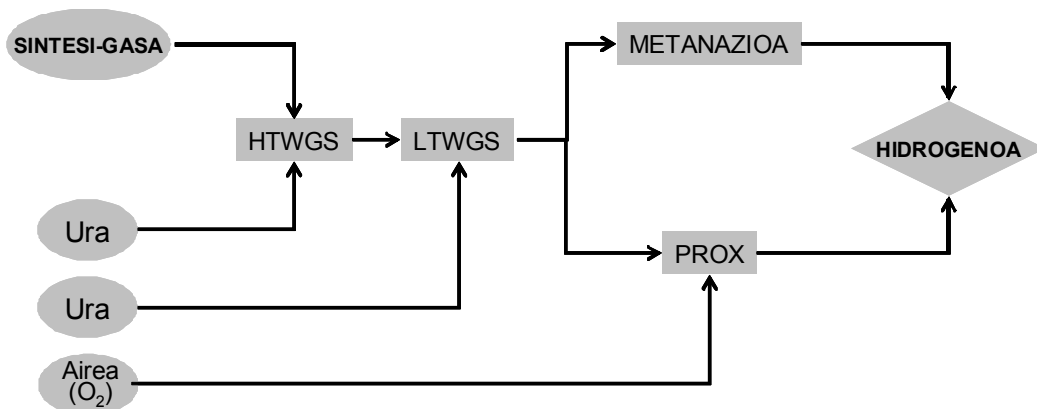 SINTESI-GASA
METANAZIOA
HTWGS
LTWGS
HIDROGENOA
Ura
PROX
Ura
Airea
(O₂)